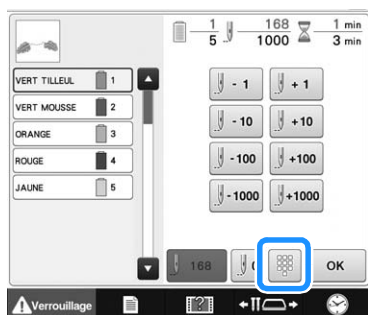 1 168 1 min
5 1000 3 min
VERT TILLEUL 1
- 1 + 1
VERT MOUSSE 2
- 10 +10
ORANGE 3
ROUGE 4
- 100 +100
JAUNE 5
- 1000 +1000
168 0 OK
Verrouillage
?